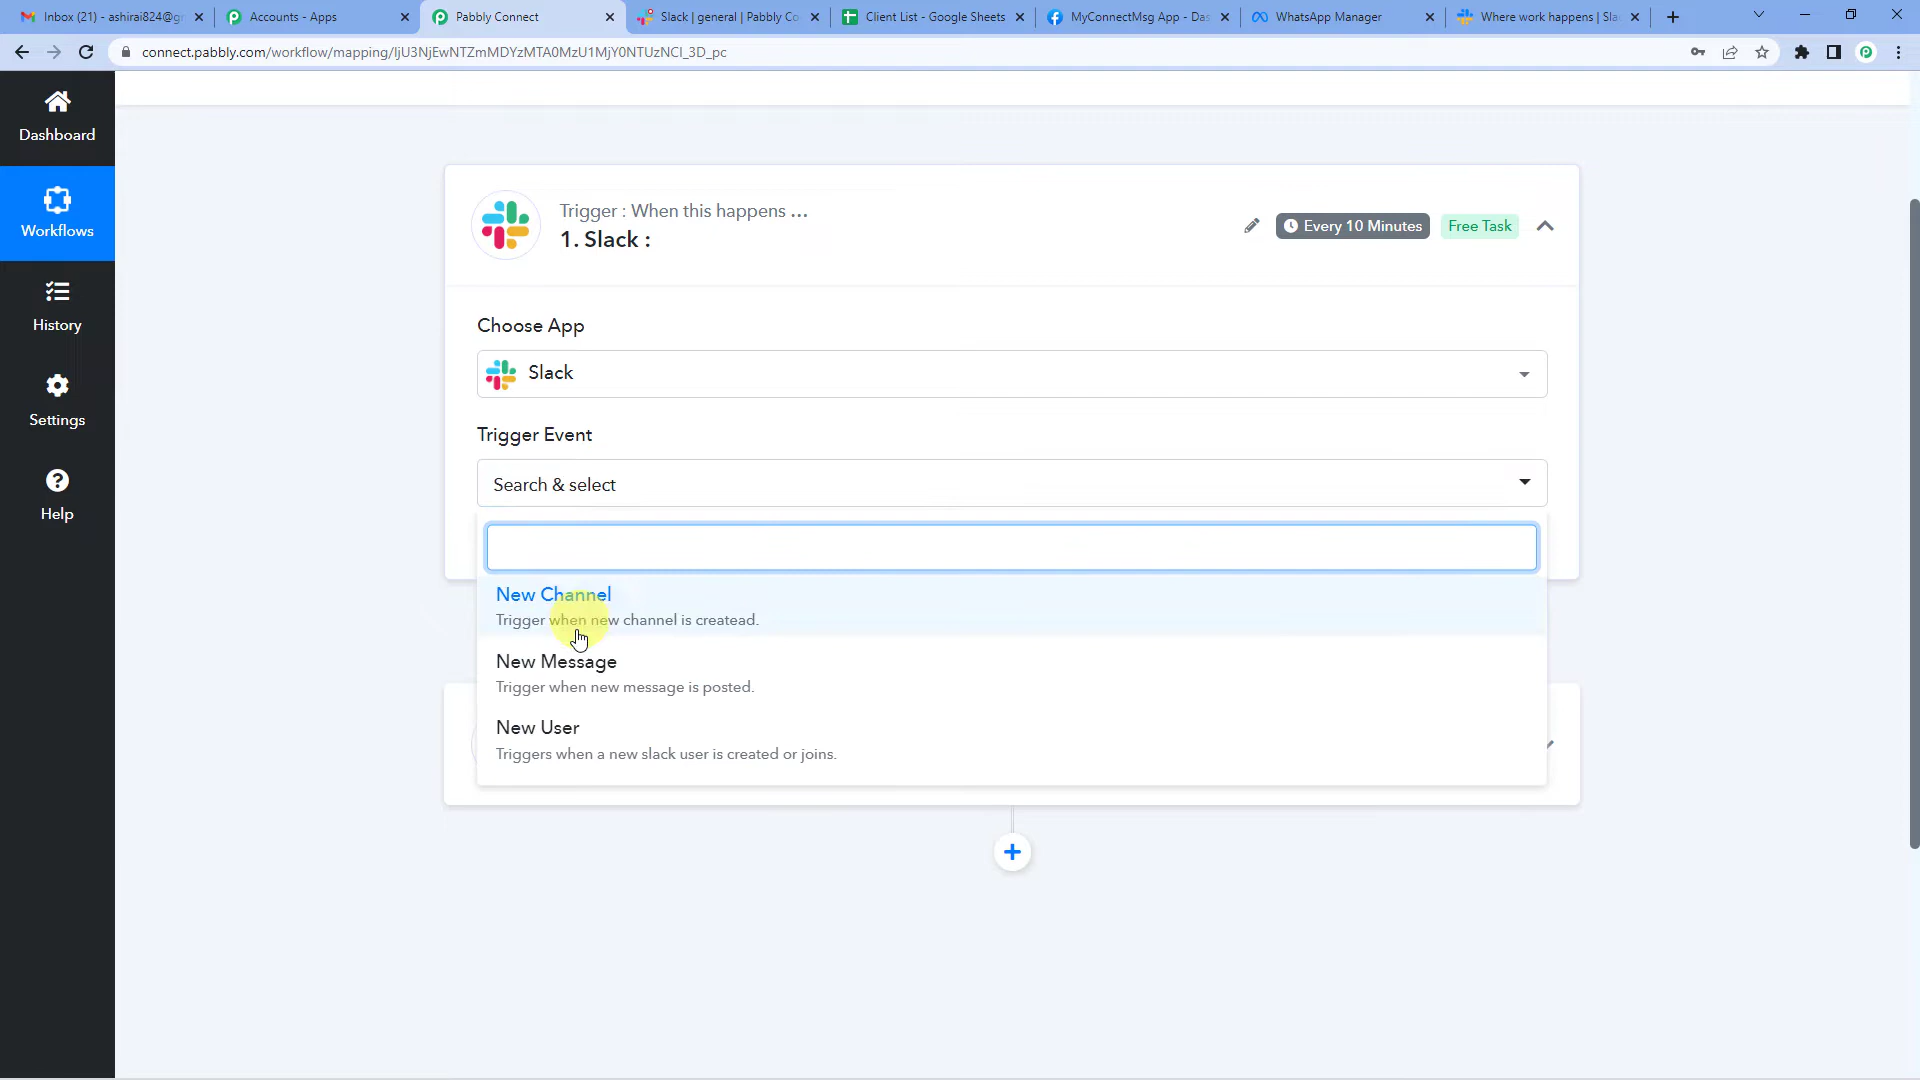 Inbox (21) - ashirai824@gr
Accounts - Apps
Pabbly Connect
Slack | general | Pabbly Co
Client List - Google Sheets
MyConnectMsg App - Das
WhatsApp Manager
Where work happens | Sla
connect.pabbly.com/workflow/mapping/IjU3NjEwNTZmMDYzMTA0MzU1MjY0NTUzNCI_3D_pc
Dashboard
Workflows
History
Settings
Help
Trigger : When this happens ...
1. Slack :
Every 10 Minutes
Free Task
Choose App
Slack
Trigger Event
Search & select
New Channel
Trigger when new channel is createad.
New Message
Trigger when new message is posted.
New User
Triggers when a new slack user is created or joins.